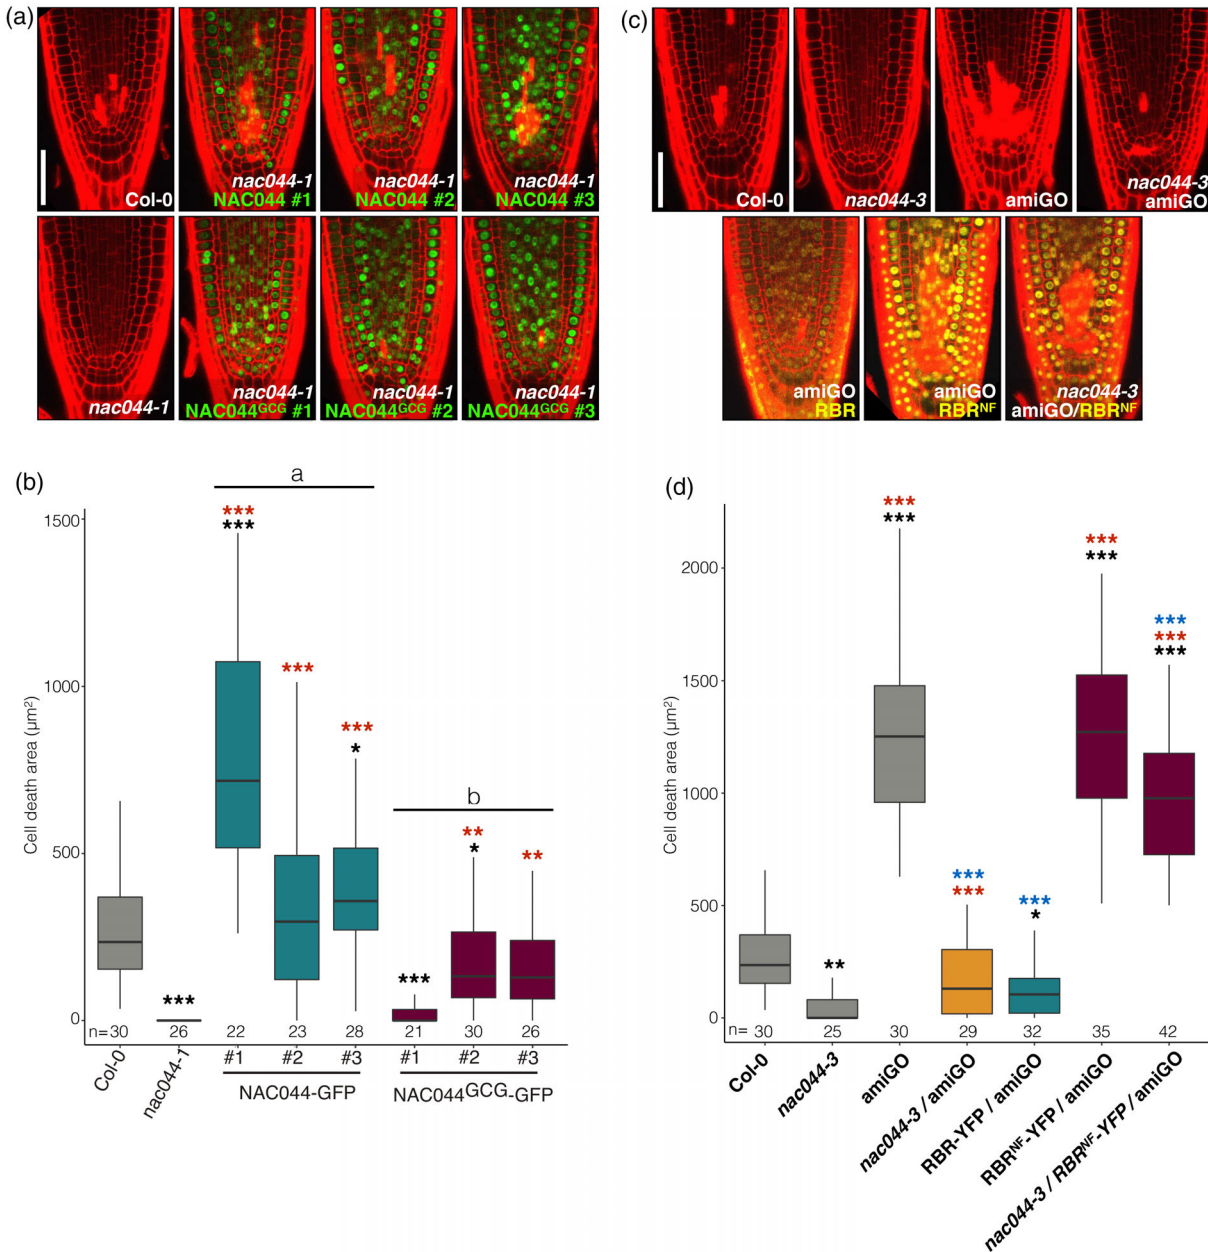 (a)
Col-0
nac044-1
NAC044 #1
nac044-1
NAC044 #2
nac044-1
NAC044 #3
nac044-1
nac044-1
NAC044GCG #1
nac044-1
NAC044GCG #2
nac044-1
NAC044GCG #3
(c)
Col-0
nac044-3
amiGO
nac044-3
amiGO
amiGO
RBR
amiGO
RBRNF
nac044-3
amiGO/RBRNF
(b)
a
b
Cell death area (µm²)
1500
1000
500
0
***
***
***
***
***
*
***
**
*
**
n= 30 26 22 23 28 21 30 26
Col-0
nac044-1
#1 #2 #3
NAC044-GFP
#1 #2 #3
NAC044GCG-GFP
(d)
Cell death area (µm²)
2000
1500
1000
500
0
**
***
***
***
***
***
*
***
***
***
***
***
n= 30 25 30 29 32 35 42
Col-0
nac044-3
amiGO
nac044-3 / amiGO
RBR-YFP / amiGO
RBRNF-YFP / amiGO
nac044-3 / RBRNF-YFP / amiGO